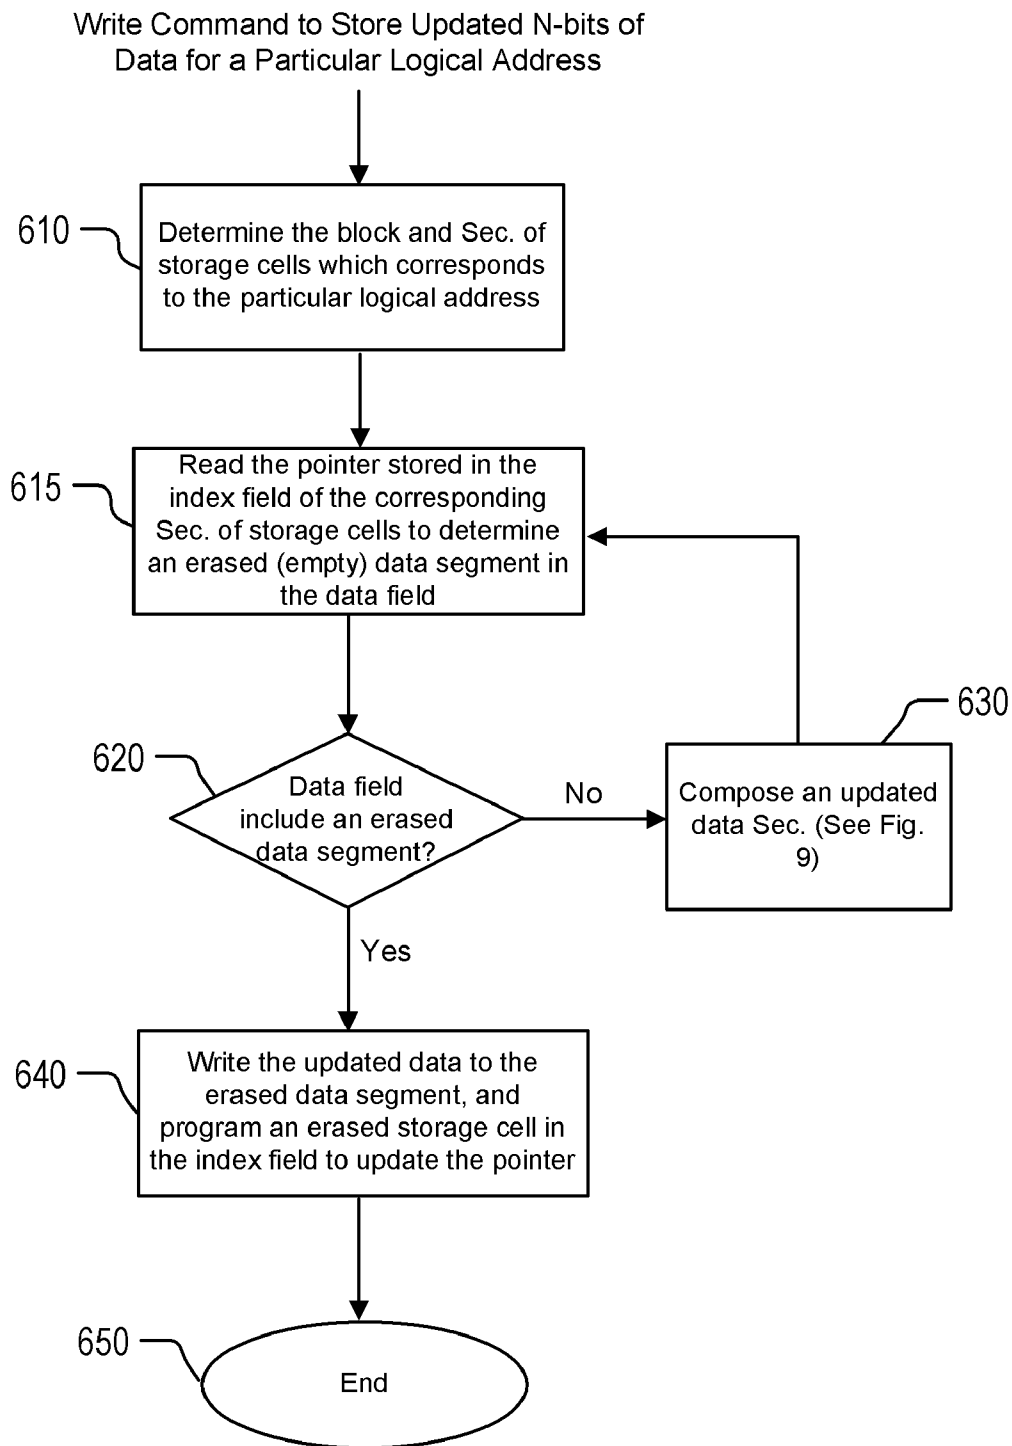 Write Command to Store Updated N-bits of
Data for a Particular Logical Address
610
Determine the block and Sec. of
storage cells which corresponds
to the particular logical address
615
Read the pointer stored in the
index field of the corresponding
Sec. of storage cells to determine
an erased (empty) data segment in
the data field
620
Data field
include an erased
data segment?
No
630
Compose an updated
data Sec. (See Fig.
9)
Yes
640
Write the updated data to the
erased data segment, and
program an erased storage cell in
the index field to update the pointer
650
End